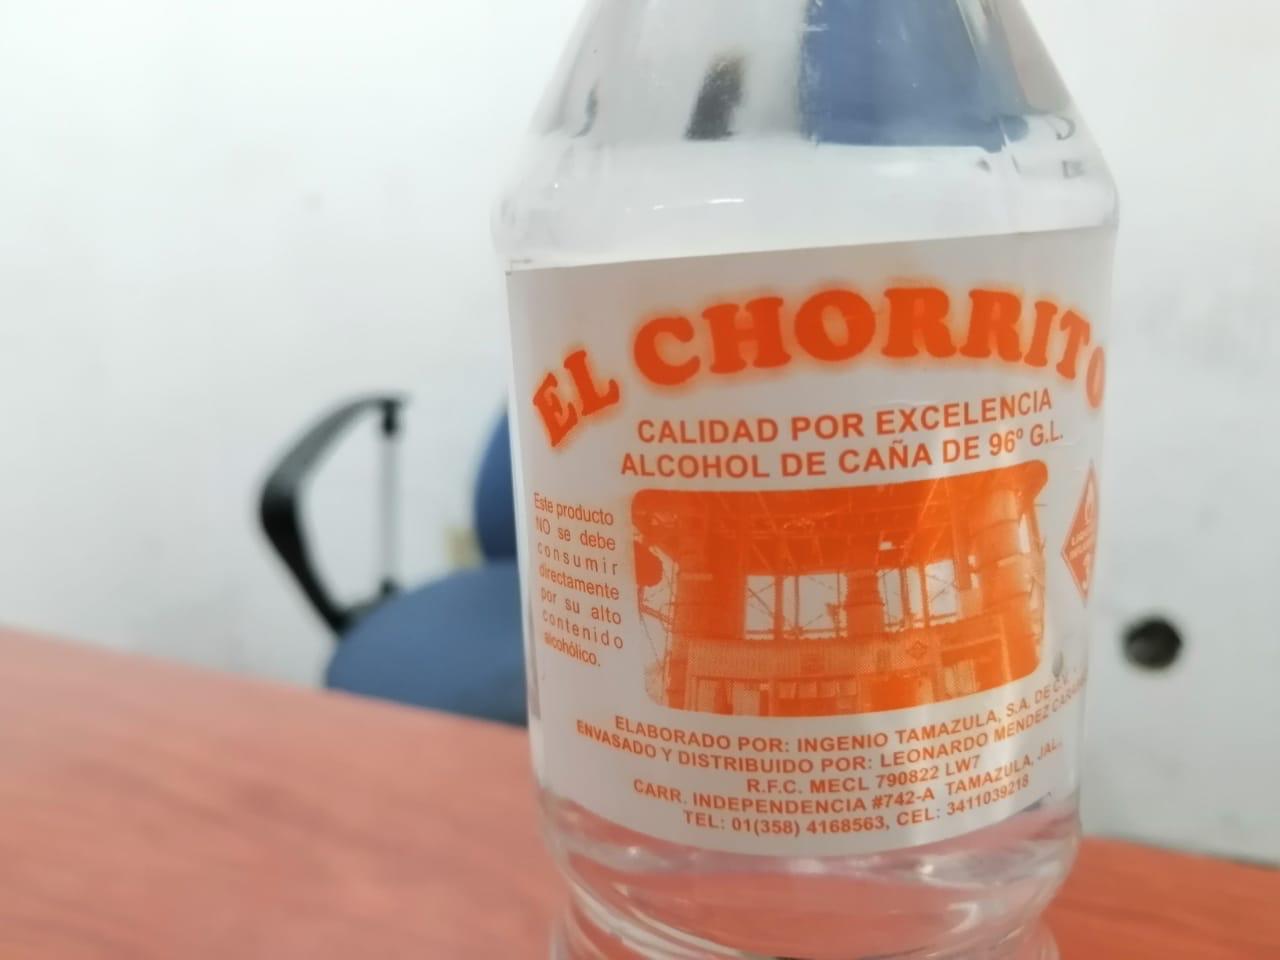 EL CHORRITO
CALIDAD POR EXCELENCIA
ALCOHOL DE CAÑA DE 96º G.L.
Este producto
NO se debe
consumir
directamente
por su alto
contenido
alcohólico.
3
ELABORADO POR: INGENIO TAMAZULA, S.A. DE C.V.
ENVASADO Y DISTRIBUIDO POR: LEONARDO MENDEZ
R.F.C. MECL 790822 LW7
CARR. INDEPENDENCIA #742-A TAMAZULA, JAL.
TEL: 01(358) 4168563, CEL: 3411039218